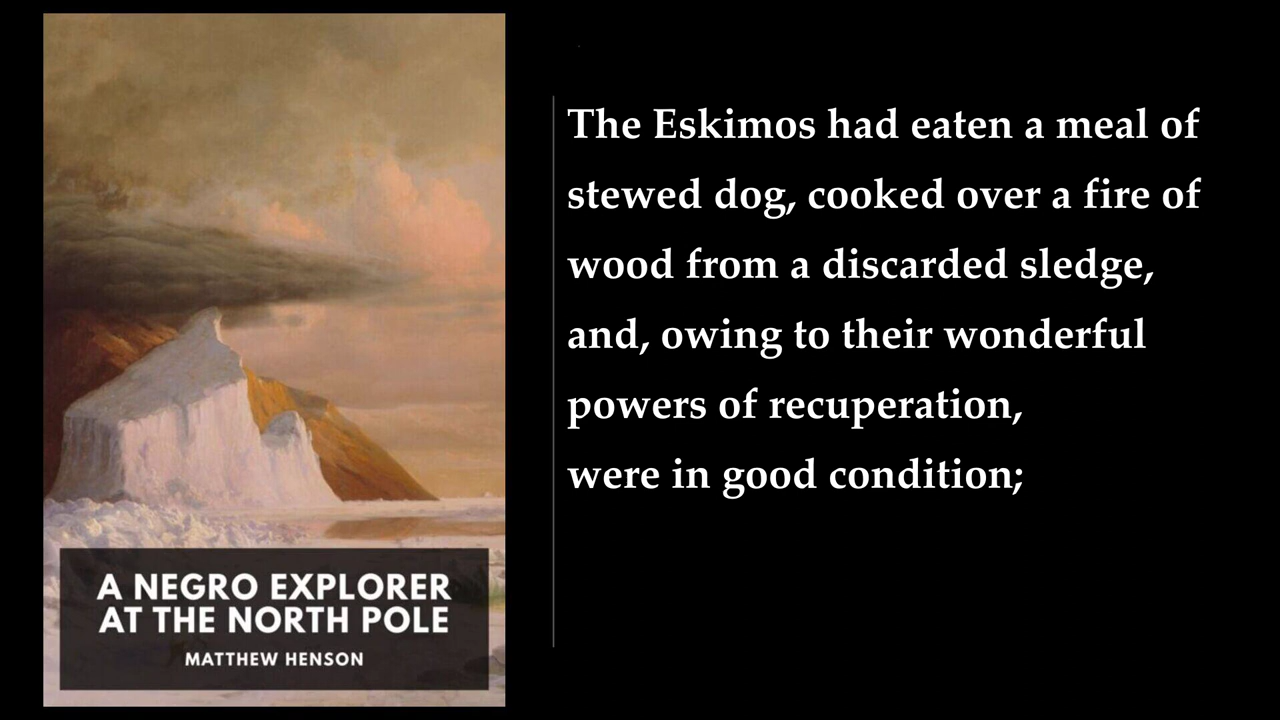 The Eskimos had eaten a meal of
stewed dog, cooked over a fire of
wood from a discarded sledge,
and, owing to their wonderful
powers of recuperation,
were in good condition;
A NEGRO EXPLORER
AT THE NORTH POLE
MATTHEW HENSON